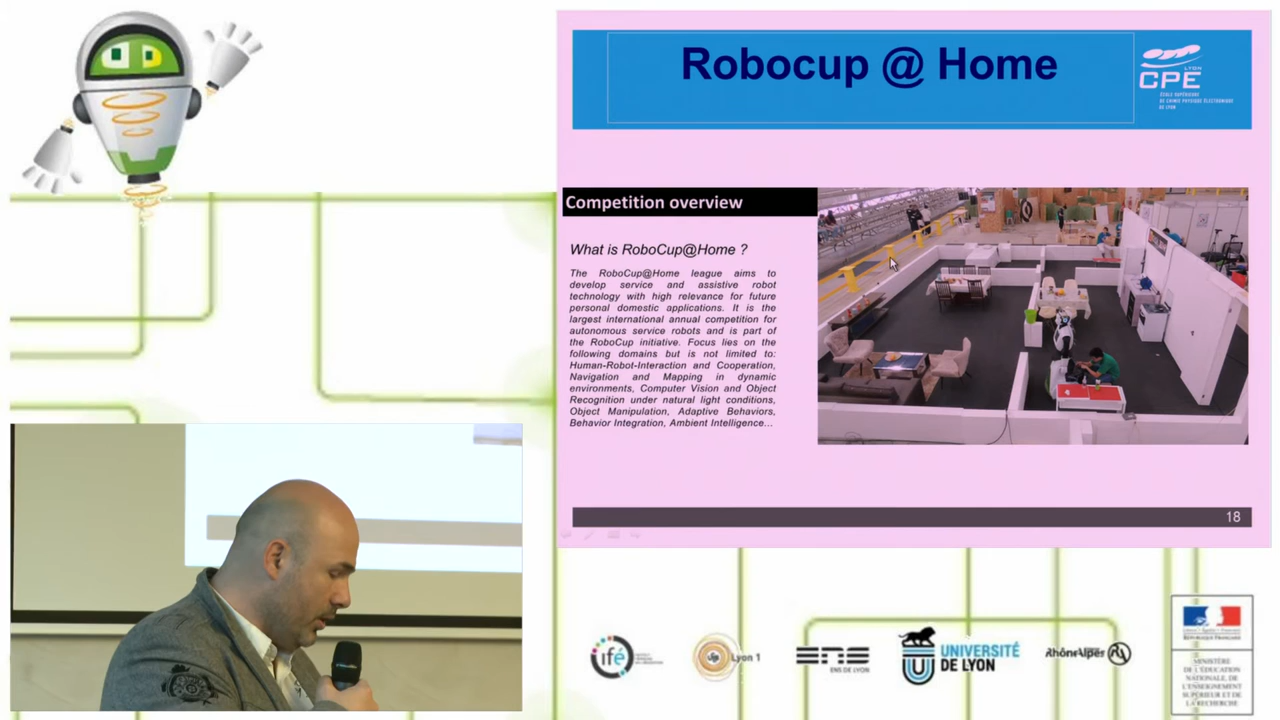 Robocup @ Home
LYON
CPE
ÉCOLE SUPÉRIEURE
DE CHIMIE PHYSIQUE ÉLECTRONIQUE
DE LYON
Competition overview
What is RoboCup@Home ?
The RoboCup@Home league aims to
develop service and assistive robot
technology with high relevance for future
personal domestic applications. It is the
largest international annual competition for
autonomous service robots and is part of
the RoboCup initiative. Focus lies on the
following domains but is not limited to:
Human-Robot-Interaction and Cooperation,
Navigation and Mapping in dynamic
environments, Computer Vision and Object
Recognition under natural light conditions,
Object Manipulation, Adaptive Behaviors,
Behavior Integration, Ambient Intelligence...
18
ifé
Lyon 1
ENS
ENS DE LYON
UNIVERSITÉ
DE LYON
RhôneAlpes
RÉPUBLIQUE FRANÇAISE
MINISTÈRE
DE L'ÉDUCATION
NATIONALE, DE
L'ENSEIGNEMENT
SUPÉRIEUR ET DE
LA RECHERCHE